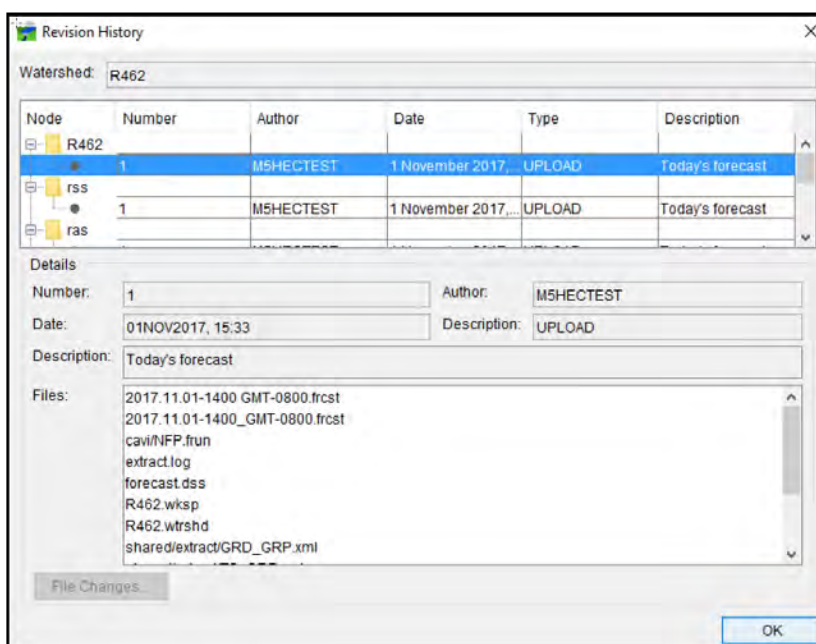 Revision History
Watershed: R462
Node Number Author Date Type Description
R462
1 M5HECTEST 1 November 2017,... UPLOAD Today's forecast
rss
1 M5HECTEST 1 November 2017,... UPLOAD Today's forecast
ras
Details
Number: 1 Author: M5HECTEST
Date: 01NOV2017, 15:33 Description: UPLOAD
Description: Today's forecast
Files: 2017.11.01-1400 GMT-0800.frcst
2017.11.01-1400_GMT-0800.frcst
cavi/NFP.frun
extract.log
forecast.dss
R462.wksp
R462.wtrshd
shared/extract/GRD_GRP.xml
File Changes...
OK